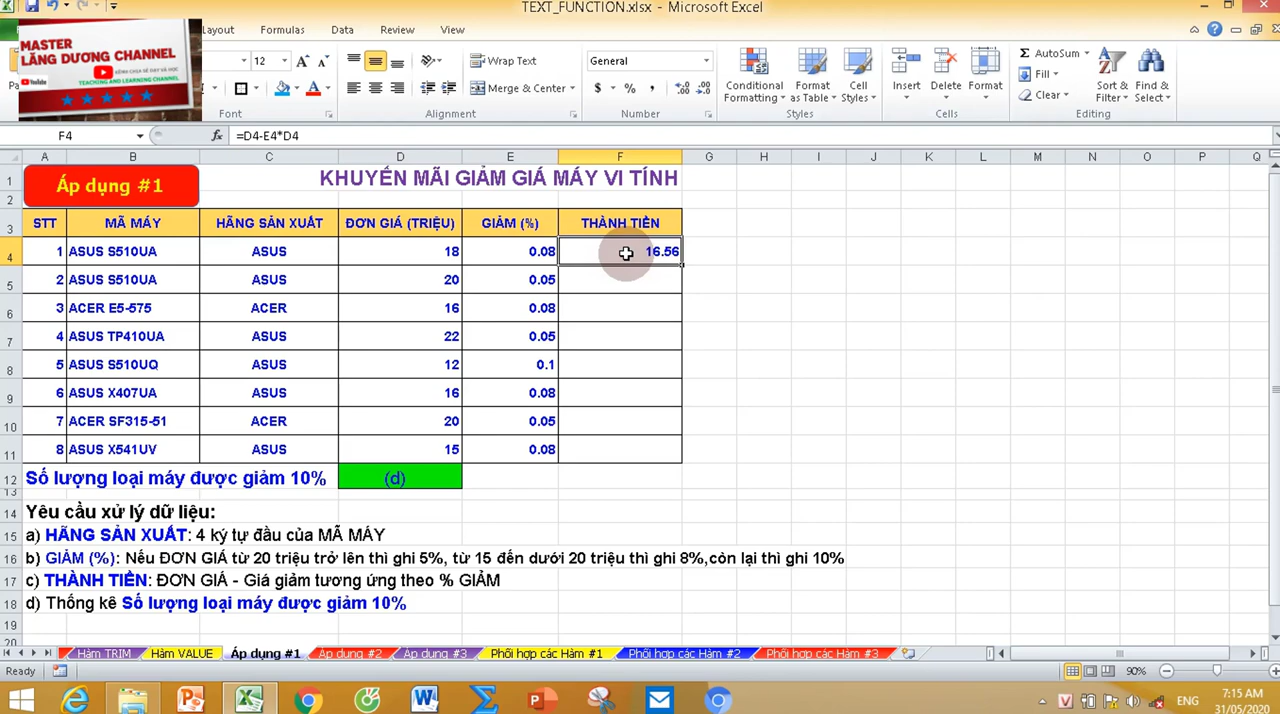 TEXT_FUNCTION.xlsx - Microsoft Excel
MASTER
LĂNG DƯƠNG CHANNEL
YouTube
TEACHING AND LEARNING CHANNEL
Layout Formulas Data Review View
12 Wrap Text General AutoSum
Merge & Center $ % , Conditional Formatting Format as Table Cell Styles Insert Delete Format Fill Clear Sort & Filter Find & Select
Font Alignment Number Styles Cells Editing
F4 fx =D4-E4*D4
A B C D E F G H I J K L M N O P Q
1 Áp dụng #1 KHUYẾN MÃI GIẢM GIÁ MÁY VI TÍNH
2
3 STT MÃ MÁY HÃNG SẢN XUẤT ĐƠN GIÁ (TRIỆU) GIẢM (%) THÀNH TIỀN
4 1 ASUS S510UA ASUS 18 0.08 16.56
5 2 ASUS S510UA ASUS 20 0.05
6 3 ACER E5-575 ACER 16 0.08
7 4 ASUS TP410UA ASUS 22 0.05
8 5 ASUS S510UQ ASUS 12 0.1
9 6 ASUS X407UA ASUS 16 0.08
10 7 ACER SF315-51 ACER 20 0.05
11 8 ASUS X541UV ASUS 15 0.08
12 Số lượng loại máy được giảm 10% (d)
13
14 Yêu cầu xử lý dữ liệu:
15 a) HÃNG SẢN XUẤT: 4 ký tự đầu của MÃ MÁY
16 b) GIẢM (%): Nếu ĐƠN GIÁ từ 20 triệu trở lên thì ghi 5%, từ 15 đến dưới 20 triệu thì ghi 8%,còn lại thì ghi 10%
17 c) THÀNH TIỀN: ĐƠN GIÁ - Giá giảm tương ứng theo % GIẢM
18 d) Thống kê Số lượng loại máy được giảm 10%
19
20
Hàm TRIM Hàm VALUE Áp dụng #1 Áp dụng #2 Áp dụng #3 Phối hợp các Hàm #1 Phối hợp các Hàm #2 Phối hợp các Hàm #3
Ready 90%
ENG 7:15 AM
31/05/2020